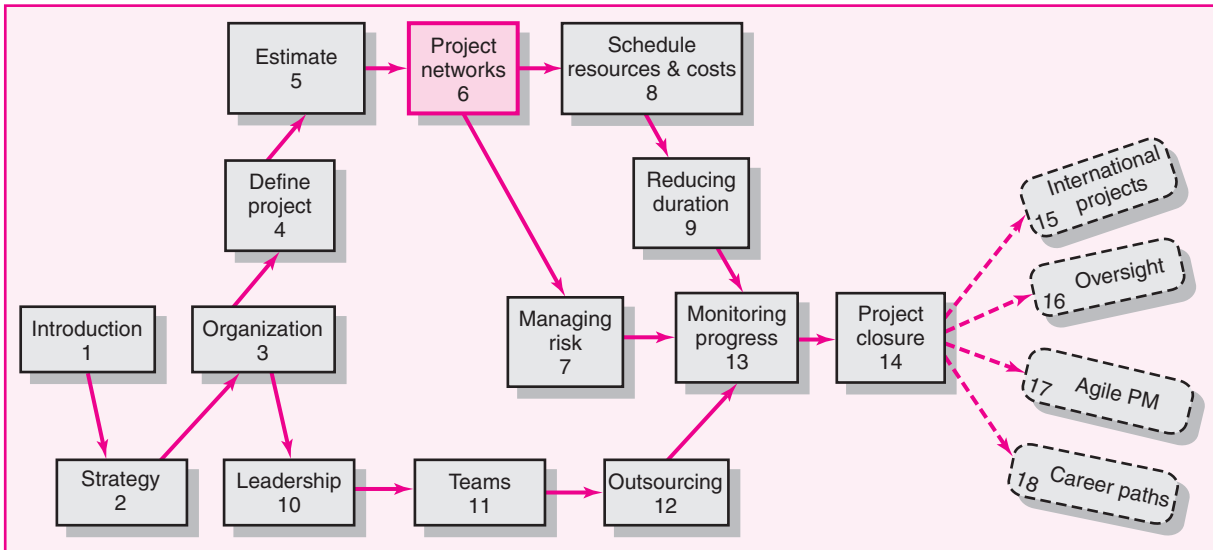 Estimate
5
Project
networks
6
Schedule
resources & costs
8
Define
project
4
Reducing
duration
9
International
projects
15
Oversight
16
Introduction
1
Organization
3
Managing
risk
7
Monitoring
progress
13
Project
closure
14
Agile PM
17
Strategy
2
Leadership
10
Teams
11
Outsourcing
12
Career paths
18